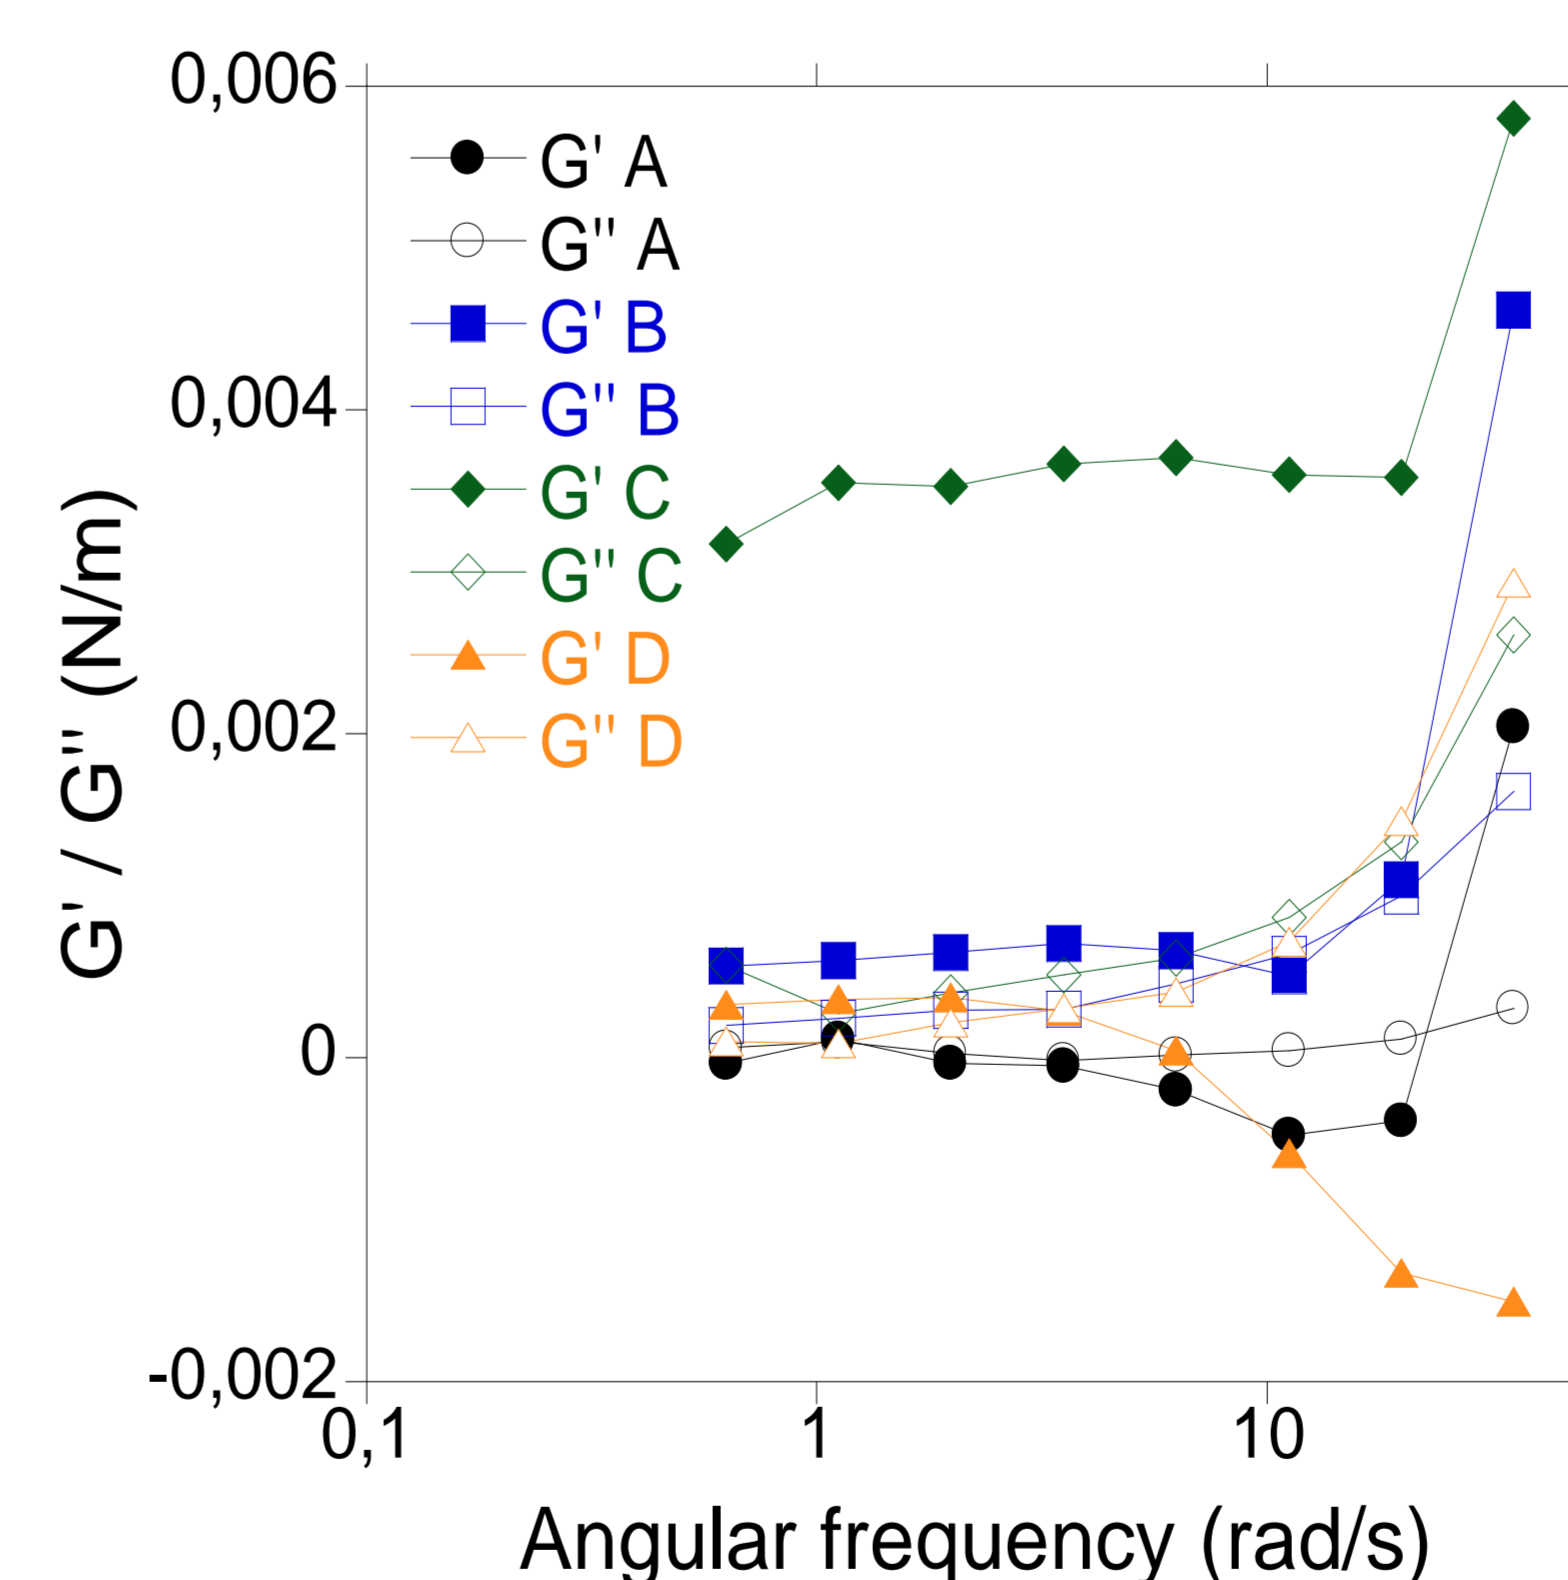 0,006
0,004
0,002
0
-0,002
G' / G'' (N/m)
G' A
G'' A
G' B
G'' B
G' C
G'' C
G' D
G'' D
0,1
1
10
Angular frequency (rad/s)